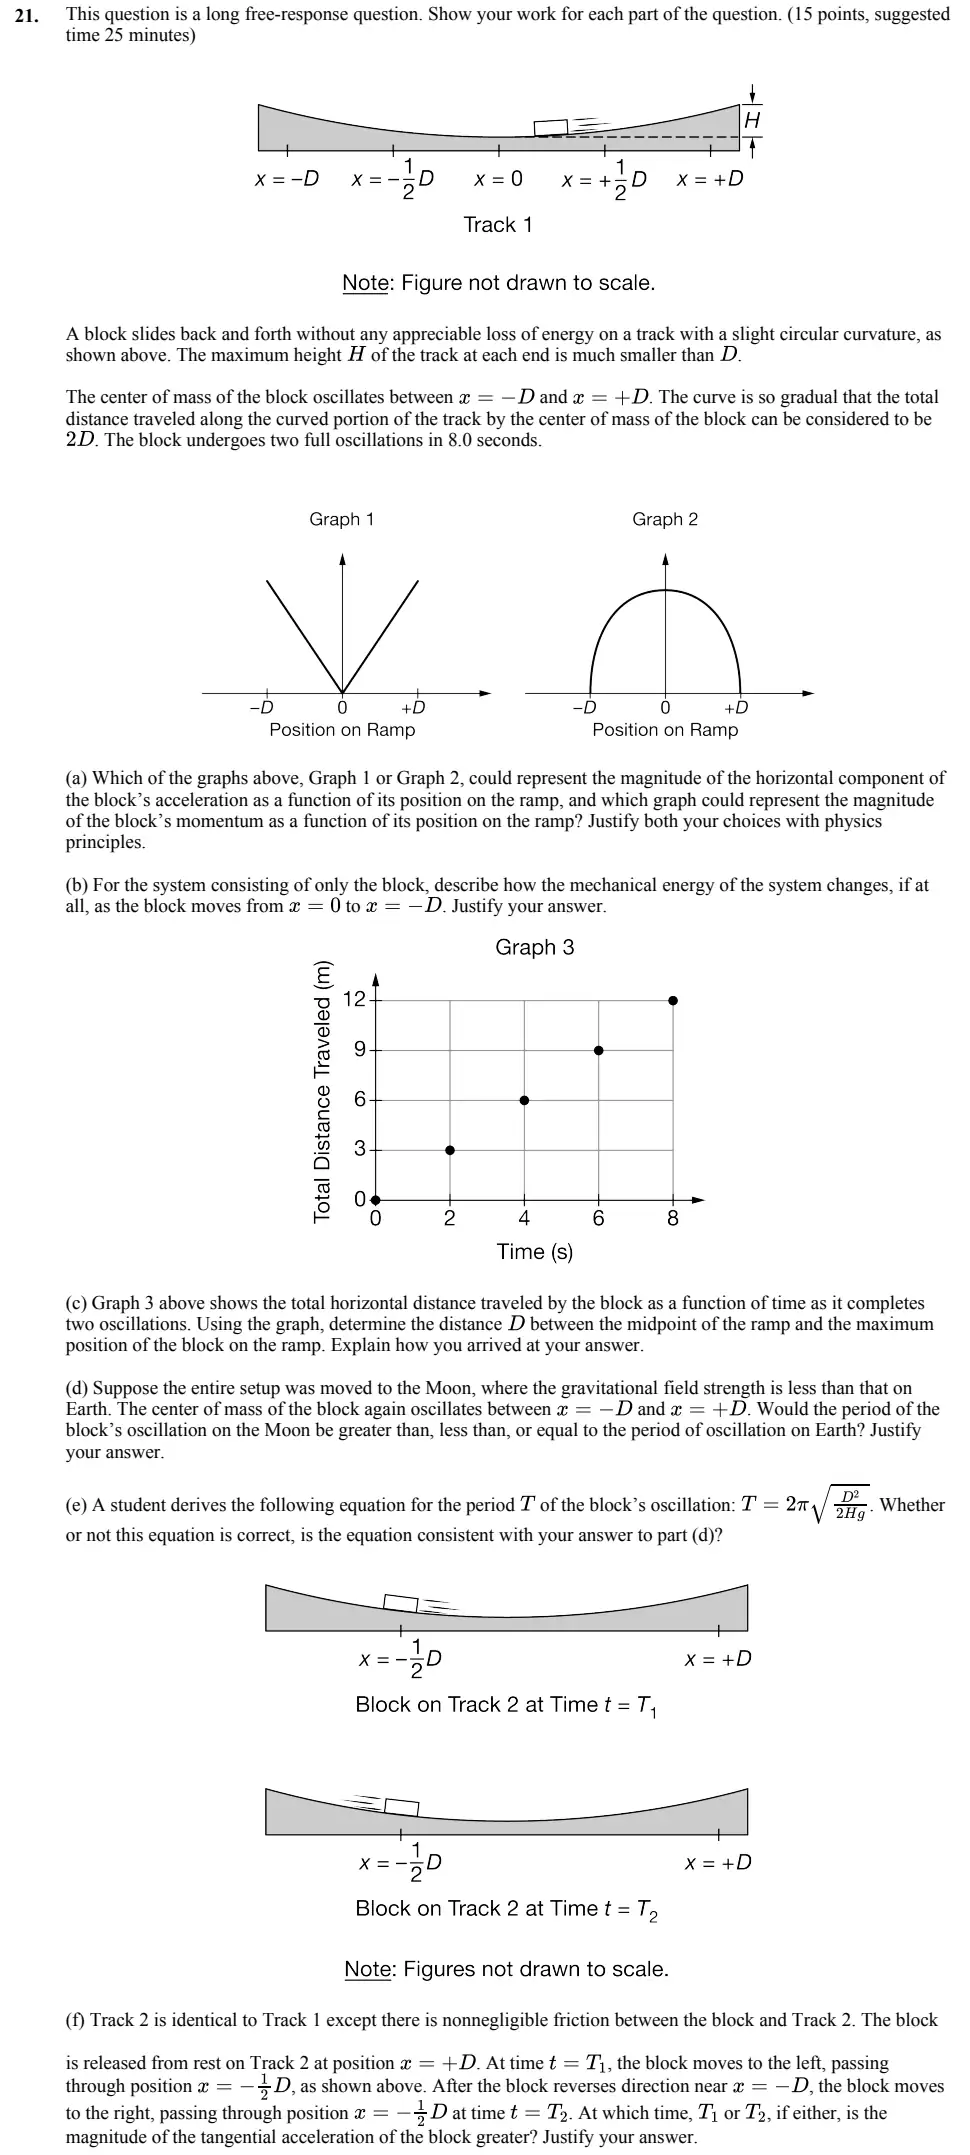 21. This question is a long free-response question. Show your work for each part of the question. (15 points, suggested
time 25 minutes)
H
x = −D x = −1/2 D x = 0 x = +1/2 D x = +D
Track 1
Note: Figure not drawn to scale.
A block slides back and forth without any appreciable loss of energy on a track with a slight circular curvature, as
shown above. The maximum height H of the track at each end is much smaller than D.
The center of mass of the block oscillates between x = −D and x = +D. The curve is so gradual that the total
distance traveled along the curved portion of the track by the center of mass of the block can be considered to be
2D. The block undergoes two full oscillations in 8.0 seconds.
Graph 1 Graph 2
−D 0 +D −D 0 +D
Position on Ramp Position on Ramp
(a) Which of the graphs above, Graph 1 or Graph 2, could represent the magnitude of the horizontal component of
the block’s acceleration as a function of its position on the ramp, and which graph could represent the magnitude
of the block’s momentum as a function of its position on the ramp? Justify both your choices with physics
principles.
(b) For the system consisting of only the block, describe how the mechanical energy of the system changes, if at
all, as the block moves from x = 0 to x = −D. Justify your answer.
Graph 3
Total Distance Traveled (m)
12
9
6
3
0
0 2 4 6 8
Time (s)
(c) Graph 3 above shows the total horizontal distance traveled by the block as a function of time as it completes
two oscillations. Using the graph, determine the distance D between the midpoint of the ramp and the maximum
position of the block on the ramp. Explain how you arrived at your answer.
(d) Suppose the entire setup was moved to the Moon, where the gravitational field strength is less than that on
Earth. The center of mass of the block again oscillates between x = −D and x = +D. Would the period of the
block’s oscillation on the Moon be greater than, less than, or equal to the period of oscillation on Earth? Justify
your answer.
(e) A student derives the following equation for the period T of the block’s oscillation: T = 2π√(D²/2Hg). Whether
or not this equation is correct, is the equation consistent with your answer to part (d)?
x = −1/2 D x = +D
Block on Track 2 at Time t = T₁
x = −1/2 D x = +D
Block on Track 2 at Time t = T₂
Note: Figures not drawn to scale.
(f) Track 2 is identical to Track 1 except there is nonnegligible friction between the block and Track 2. The block
is released from rest on Track 2 at position x = +D. At time t = T₁, the block moves to the left, passing
through position x = −1/2 D, as shown above. After the block reverses direction near x = −D, the block moves
to the right, passing through position x = −1/2 D at time t = T₂. At which time, T₁ or T₂, if either, is the
magnitude of the tangential acceleration of the block greater? Justify your answer.